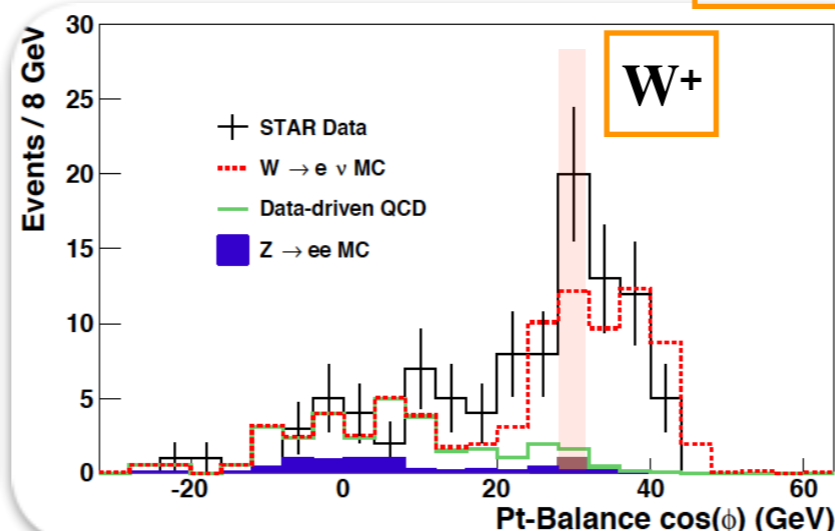 30
25
20
15
10
5
0
Events / 8 GeV
W+
STAR Data
W → e ν MC
Data-driven QCD
Z → ee MC
-20 0 20 40 60
Pt-Balance cos(ϕ) (GeV)